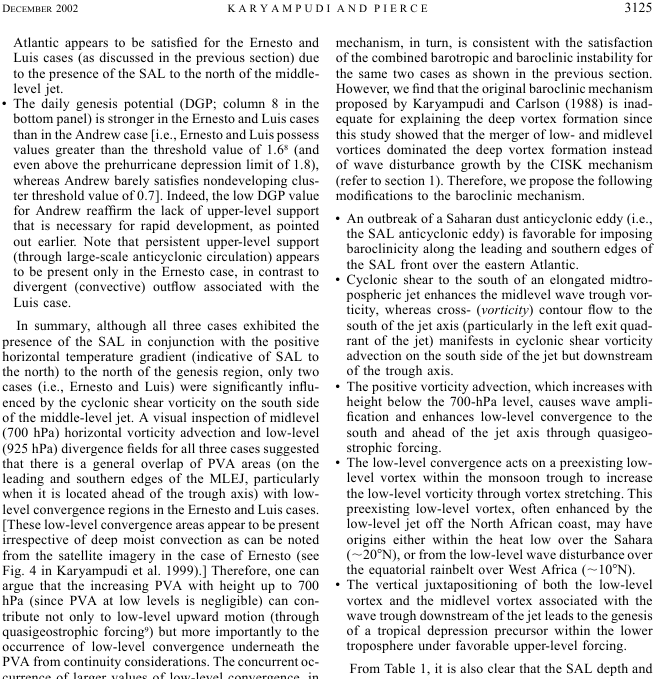 DECEMBER 2002
KARYAMPUDI AND PIERCE
3125
Atlantic appears to be satisfied for the Ernesto and
Luis cases (as discussed in the previous section) due
to the presence of the SAL to the north of the middle-
level jet.
• The daily genesis potential (DGP; column 8 in the
bottom panel) is stronger in the Ernesto and Luis cases
than in the Andrew case [i.e., Ernesto and Luis possess
values greater than the threshold value of 1.6⁸ (and
even above the prehurricane depression limit of 1.8),
whereas Andrew barely satisfies nondeveloping clus-
ter threshold value of 0.7]. Indeed, the low DGP value
for Andrew reaffirm the lack of upper-level support
that is necessary for rapid development, as pointed
out earlier. Note that persistent upper-level support
(through large-scale anticyclonic circulation) appears
to be present only in the Ernesto case, in contrast to
divergent (convective) outflow associated with the
Luis case.
In summary, although all three cases exhibited the
presence of the SAL in conjunction with the positive
horizontal temperature gradient (indicative of SAL to
the north) to the north of the genesis region, only two
cases (i.e., Ernesto and Luis) were significantly influ-
enced by the cyclonic shear vorticity on the south side
of the middle-level jet. A visual inspection of midlevel
(700 hPa) horizontal vorticity advection and low-level
(925 hPa) divergence fields for all three cases suggested
that there is a general overlap of PVA areas (on the
leading and southern edges of the MLEJ, particularly
when it is located ahead of the trough axis) with low-
level convergence regions in the Ernesto and Luis cases.
[These low-level convergence areas appear to be present
irrespective of deep moist convection as can be noted
from the satellite imagery in the case of Ernesto (see
Fig. 4 in Karyampudi et al. 1999).] Therefore, one can
argue that the increasing PVA with height up to 700
hPa (since PVA at low levels is negligible) can con-
tribute not only to low-level upward motion (through
quasigeostrophic forcing⁹) but more importantly to the
occurrence of low-level convergence underneath the
PVA from continuity considerations. The concurrent oc-
currence of larger values of low-level convergence, in
mechanism, in turn, is consistent with the satisfaction
of the combined barotropic and baroclinic instability for
the same two cases as shown in the previous section.
However, we find that the original baroclinic mechanism
proposed by Karyampudi and Carlson (1988) is inad-
equate for explaining the deep vortex formation since
this study showed that the merger of low- and midlevel
vortices dominated the deep vortex formation instead
of wave disturbance growth by the CISK mechanism
(refer to section 1). Therefore, we propose the following
modifications to the baroclinic mechanism.
• An outbreak of a Saharan dust anticyclonic eddy (i.e.,
the SAL anticyclonic eddy) is favorable for imposing
baroclinicity along the leading and southern edges of
the SAL front over the eastern Atlantic.
• Cyclonic shear to the south of an elongated midtro-
pospheric jet enhances the midlevel wave trough vor-
ticity, whereas cross- (vorticity) contour flow to the
south of the jet axis (particularly in the left exit quad-
rant of the jet) manifests in cyclonic shear vorticity
advection on the south side of the jet but downstream
of the trough axis.
• The positive vorticity advection, which increases with
height below the 700-hPa level, causes wave ampli-
fication and enhances low-level convergence to the
south and ahead of the jet axis through quasigeo-
strophic forcing.
• The low-level convergence acts on a preexisting low-
level vortex within the monsoon trough to increase
the low-level vorticity through vortex stretching. This
preexisting low-level vortex, often enhanced by the
low-level jet off the North African coast, may have
origins either within the heat low over the Sahara
(~20°N), or from the low-level wave disturbance over
the equatorial rainbelt over West Africa (~10°N).
• The vertical juxtapositioning of both the low-level
vortex and the midlevel vortex associated with the
wave trough downstream of the jet leads to the genesis
of a tropical depression precursor within the lower
troposphere under favorable upper-level forcing.
From Table 1, it is also clear that the SAL depth and